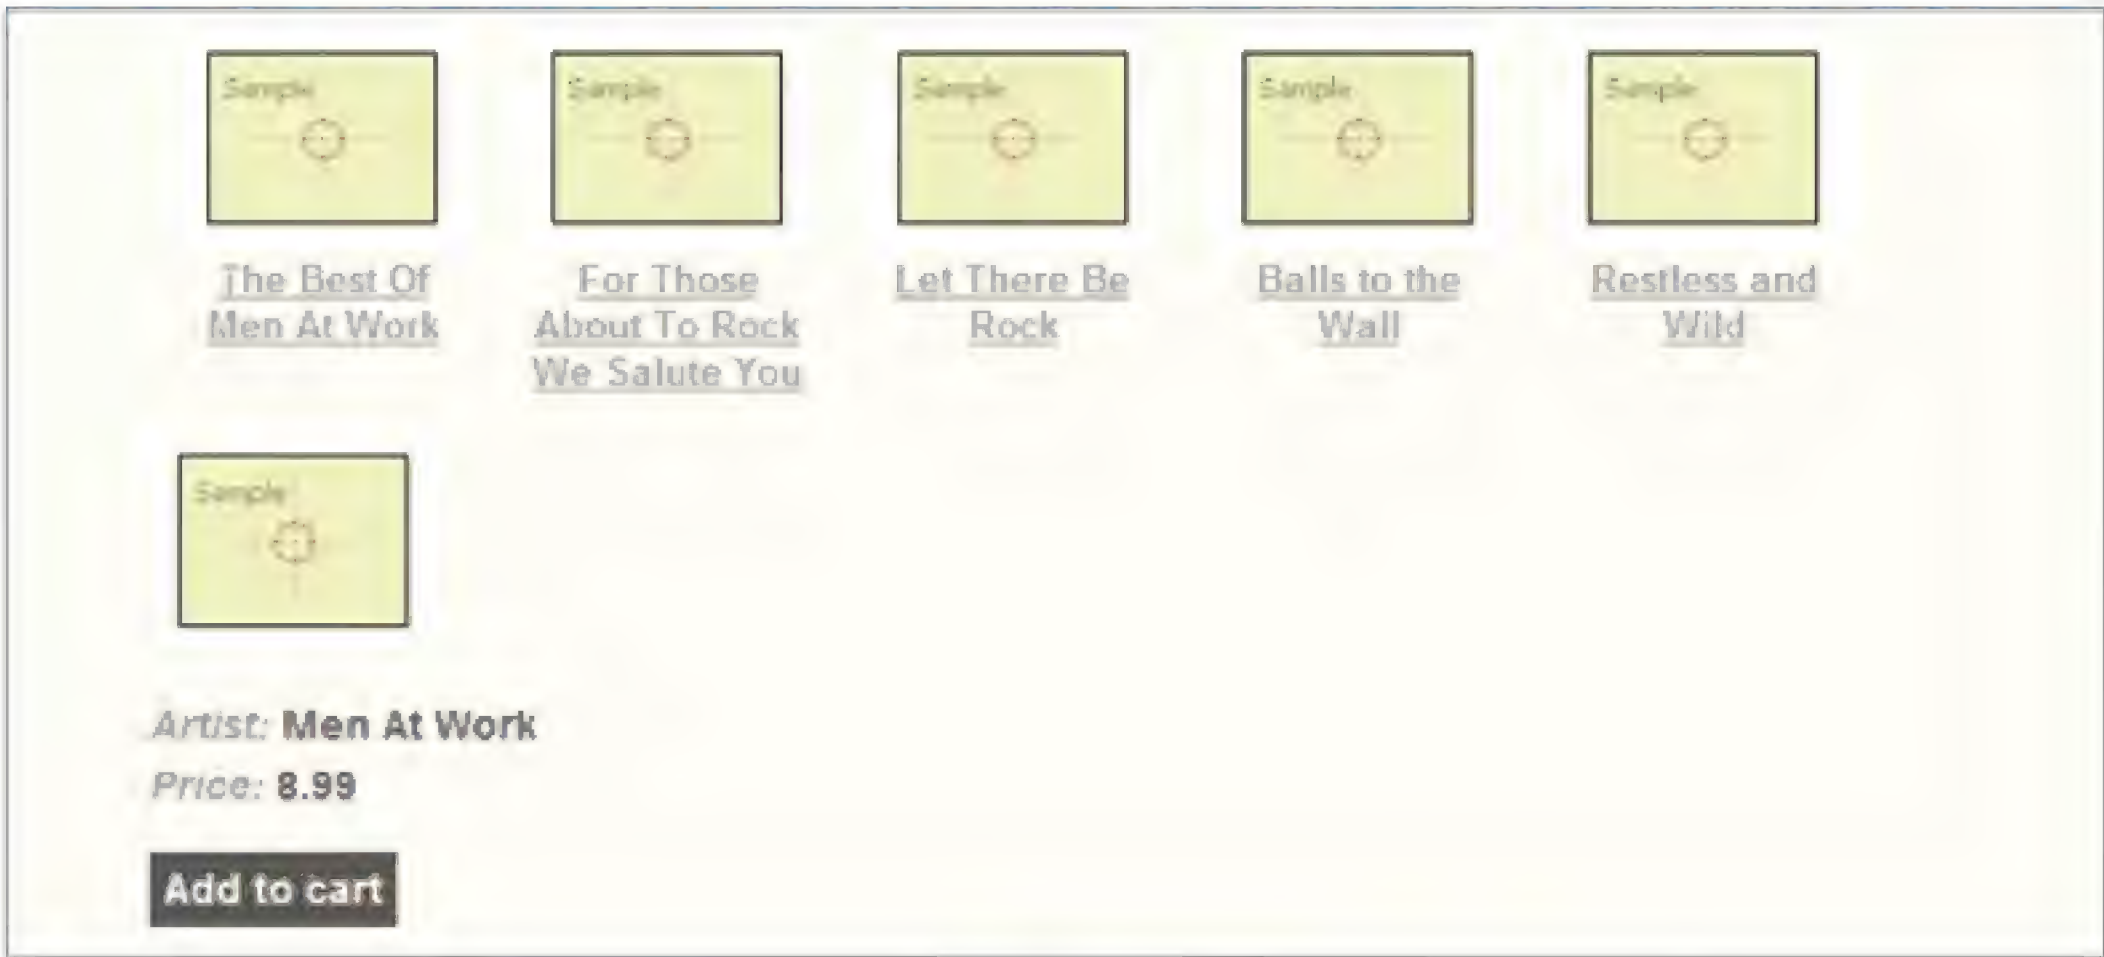 Sample Sample Sample Sample Sample
The Best Of
Men At Work
For Those
About To Rock
We Salute You
Let There Be
Rock
Balls to the
Wall
Restless and
Wild
Sample
Artist: Men At Work
Price: 8.99
Add to cart